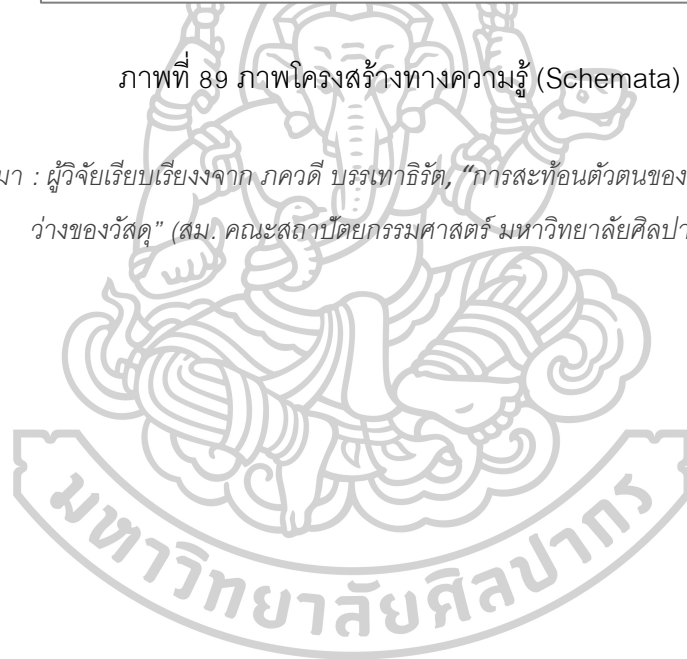 ภาพที่ 89 ภาพโครงสร้างทางความรู้ (Schemata)
มา : ผู้วิจัยเรียบเรียงงจาก ภควดี บรรเทาธิรัต, “การสะท้อนตัวตนของ
ว่างของวัสดุ” (สม. คณะสถาปัตยกรรมศาสตร์ มหาวิทยาลัยศิลปา
มหาวิทยาลัยศิลปากร